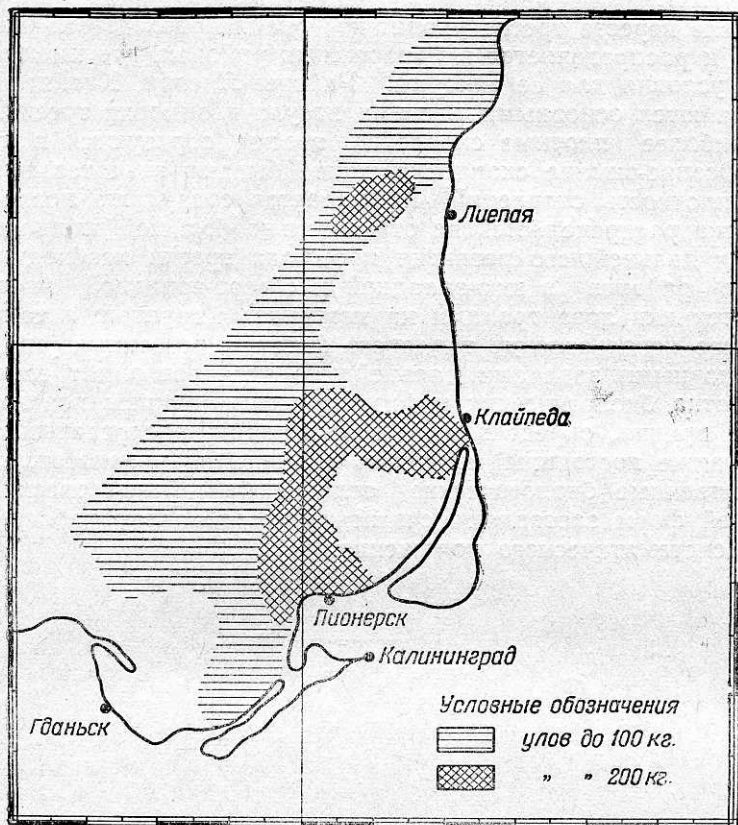 Лиепая
Клайпеда
Пионерск
Калининград
Гданьск
Условные обозначения
улов до 100 кг.
„ „ 200 кг.